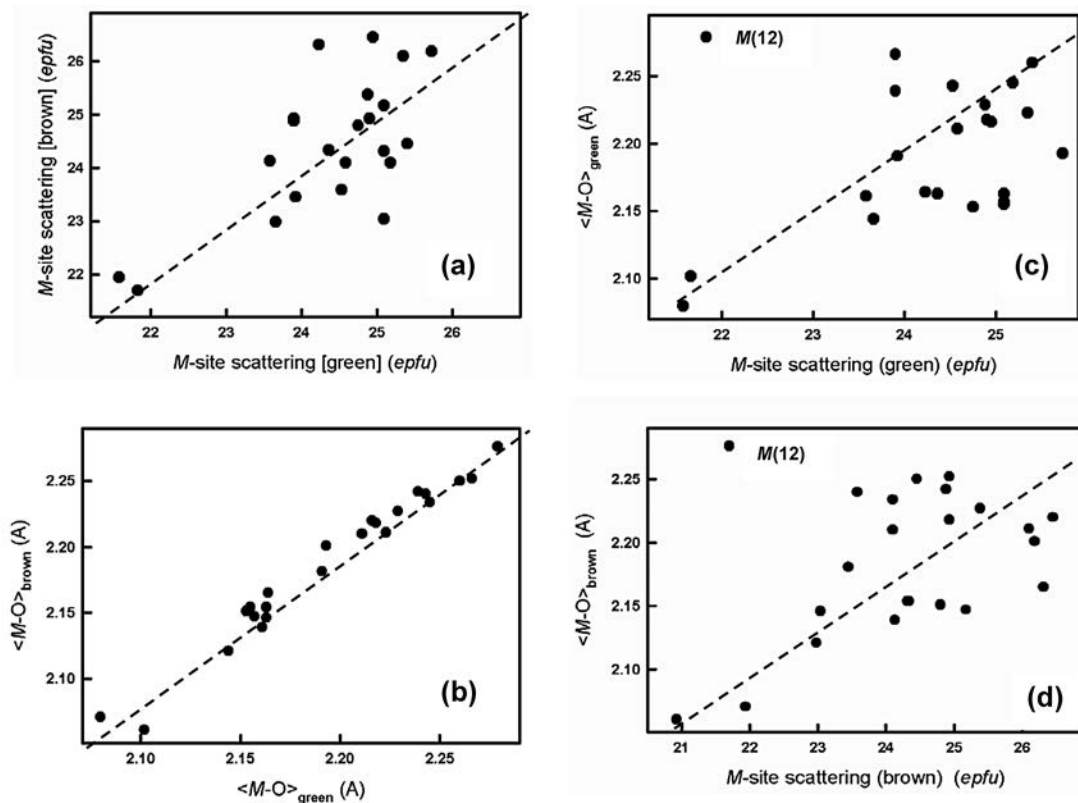 M-site scattering [brown] (epfu)
26
25
24
23
22
(a)
22 23 24 25 26
M-site scattering [green] (epfu)
<M-O>green (A)
2.25
2.20
2.15
2.10
M(12)
(c)
22 23 24 25
M-site scattering (green) (epfu)
<M-O>brown (A)
2.25
2.20
2.15
2.10
(b)
2.10 2.15 2.20 2.25
<M-O>green (A)
<M-O>brown (A)
2.25
2.20
2.15
2.10
M(12)
(d)
21 22 23 24 25 26
M-site scattering (brown) (epfu)